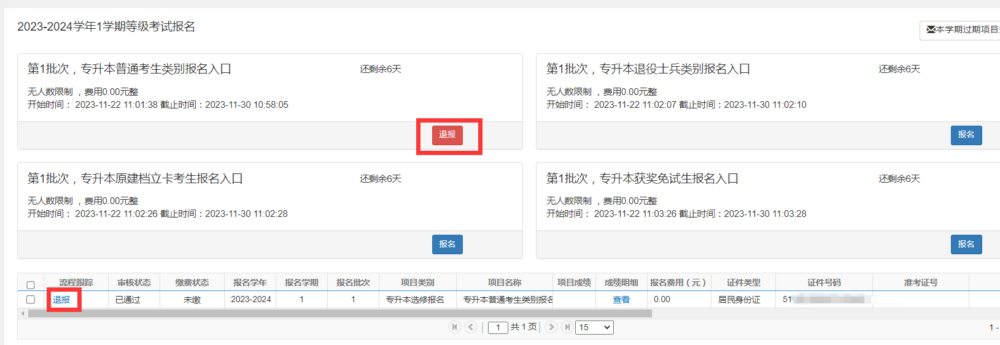 2023-2024学年1学期等级考试报名
本学期过期项目
第1批次，专升本普通考生类别报名入口
还剩余6天
无人数限制 ，费用0.00元整
开始时间： 2023-11-22 11:01:38 截止时间：2023-11-30 10:58:05
退报
第1批次，专升本退役士兵类别报名入口
还剩余6天
无人数限制 ，费用0.00元整
开始时间： 2023-11-22 11:02:07 截止时间：2023-11-30 11:02:10
报名
第1批次，专升本原建档立卡考生报名入口
还剩余6天
无人数限制 ，费用0.00元整
开始时间： 2023-11-22 11:02:26 截止时间：2023-11-30 11:02:28
报名
第1批次，专升本获奖免试生报名入口
还剩余6天
无人数限制 ，费用0.00元整
开始时间： 2023-11-22 11:03:26 截止时间：2023-11-30 11:03:28
报名
流程跟踪 审核状态 缴费状态 报名学年 报名学期 报名批次 项目类别 项目名称 项目成绩 成绩明细 报名费用（元） 证件类型 证件号码 准考证号
退报 已通过 未缴 2023-2024 1 1 专升本选修报名 专升本普通考生类别报名 查看 0.00 居民身份证 51
1 共 1 页 15 1 -